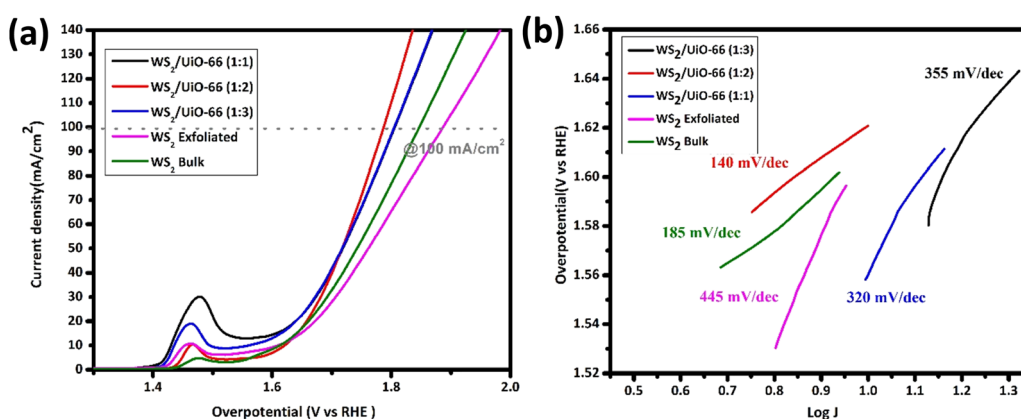 (a)
140
130
120
110
100
90
80
70
60
50
40
30
20
10
0
Current density(mA/cm²)
WS₂/UiO-66 (1:1)
WS₂/UiO-66 (1:2)
WS₂/UiO-66 (1:3)
WS₂ Exfoliated
WS₂ Bulk
@100 mA/cm²
1.4
1.6
1.8
2.0
Overpotential (V vs RHE )
(b)
1.66
1.64
1.62
1.60
1.58
1.56
1.54
1.52
Overpotential(V vs RHE)
WS₂/UiO-66 (1:3)
WS₂/UiO-66 (1:2)
WS₂/UiO-66 (1:1)
WS₂ Exfoliated
WS₂ Bulk
355 mV/dec
140 mV/dec
185 mV/dec
445 mV/dec
320 mV/dec
0.5
0.6
0.7
0.8
0.9
1.0
1.1
1.2
1.3
Log J